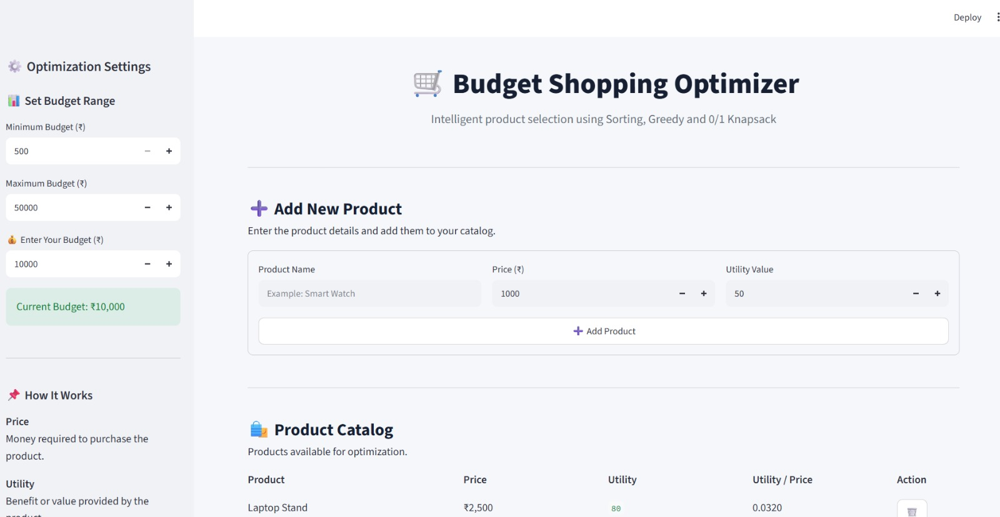 Deploy
Optimization Settings
Set Budget Range
Minimum Budget (₹)
500
Maximum Budget (₹)
50000
Enter Your Budget (₹)
10000
Current Budget: ₹10,000
How It Works
Price
Money required to purchase the
product.
Utility
Benefit or value provided by the
product.
Budget Shopping Optimizer
Intelligent product selection using Sorting, Greedy and 0/1 Knapsack
Add New Product
Enter the product details and add them to your catalog.
Product Name Price (₹) Utility Value
Example: Smart Watch 1000 50
Add Product
Product Catalog
Products available for optimization.
Product Price Utility Utility / Price Action
Laptop Stand ₹2,500 80 0.0320